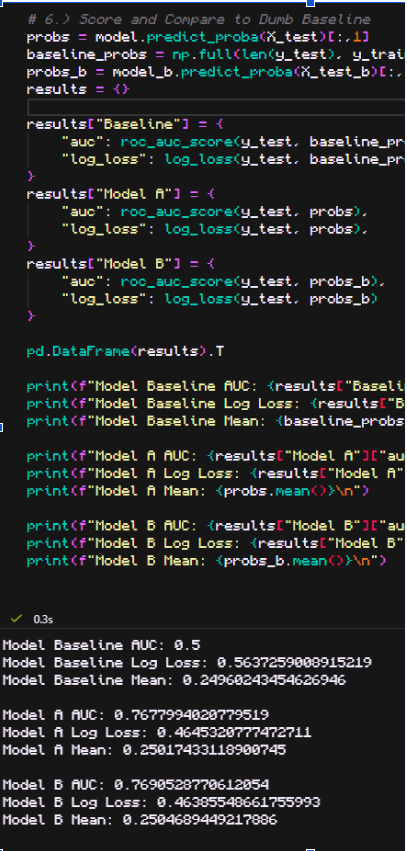 # 6.) Score and Compare to Dumb Baseline
probs = model.predict_proba(X_test)[:,1]
baseline_probs = np.full(len(y_test), y_trai
probs_b = model_b.predict_proba(X_test_b)[:,
results = {}
results["Baseline"] = {
"auc": roc_auc_score(y_test, baseline_pro
"log_loss": log_loss(y_test, baseline_pro
}
results["Model A"] = {
"auc": roc_auc_score(y_test, probs),
"log_loss": log_loss(y_test, probs),
}
results["Model B"] = {
"auc": roc_auc_score(y_test, probs_b),
"log_loss": log_loss(y_test, probs_b)
}
pd.DataFrame(results).T
print(f"Model Baseline AUC: {results["Baseli
print(f"Model Baseline Log Loss: {results["B
print(f"Model Baseline Mean: {baseline_probs
print(f"Model A AUC: {results["Model A"]["au
print(f"Model A Log Loss: {results["Model A"
print(f"Model A Mean: {probs.mean()}\n")
print(f"Model B AUC: {results["Model B"]["au
print(f"Model B Log Loss: {results["Model B"
print(f"Model B Mean: {probs_b.mean()}\n")
0.3s
Model Baseline AUC: 0.5
Model Baseline Log Loss: 0.5637259008915219
Model Baseline Mean: 0.24960243454626946
Model A AUC: 0.7677994020779519
Model A Log Loss: 0.4645320777472711
Model A Mean: 0.25017433118900745
Model B AUC: 0.7690528770612054
Model B Log Loss: 0.46385548661755993
Model B Mean: 0.2504689449217886